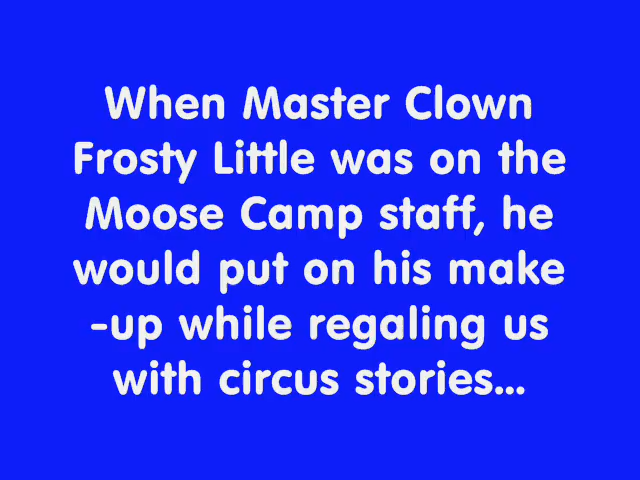 When Master Clown
Frosty Little was on the
Moose Camp staff, he
would put on his make
-up while regaling us
with circus stories...